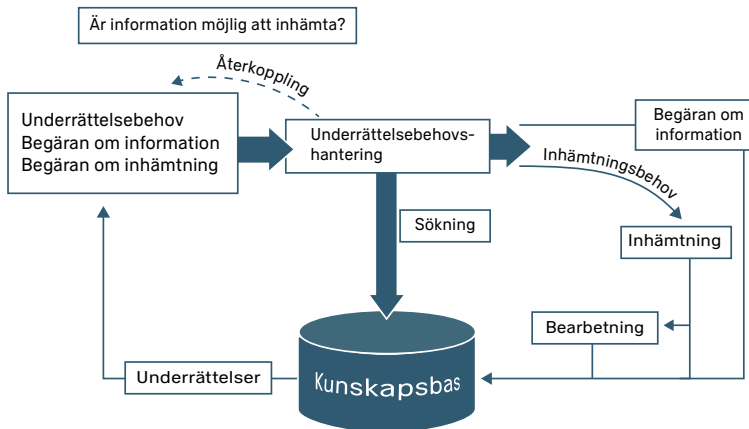 Är information möjlig att inhämta?
Återkoppling
Underrättelsebehov
Begäran om information
Begäran om inhämtning
Underrättelsebehovs-
hantering
Begäran om
information
Inhämtningsbehov
Sökning
Inhämtning
Bearbetning
Underrättelser
Kunskapsbas